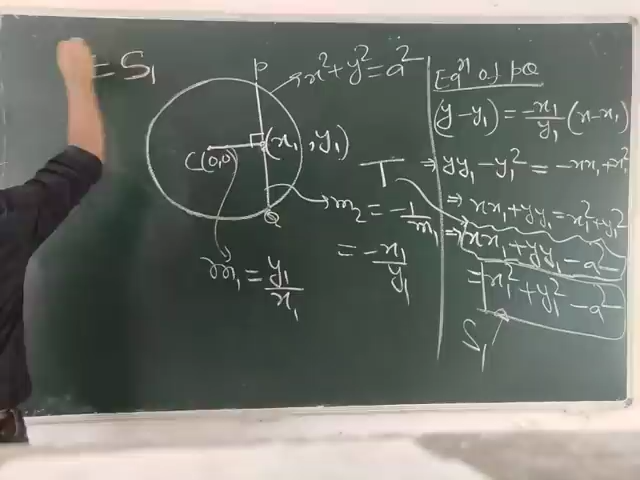 = S₁
P
x² + y² = a²
C(0,0)
(x₁, y₁)
Q
m₁ = y₁/x₁
m₂ = -1/m₁
= -x₁/y₁
T
Eqⁿ of PQ
(y - y₁) = -x₁/y₁ (x - x₁)
⇒ yy₁ - y₁² = -xx₁ + x₁²
⇒ xx₁ + yy₁ = x₁² + y₁²
⇒ xx₁ + yy₁ - a²
= x₁² + y₁² - a²
S₁